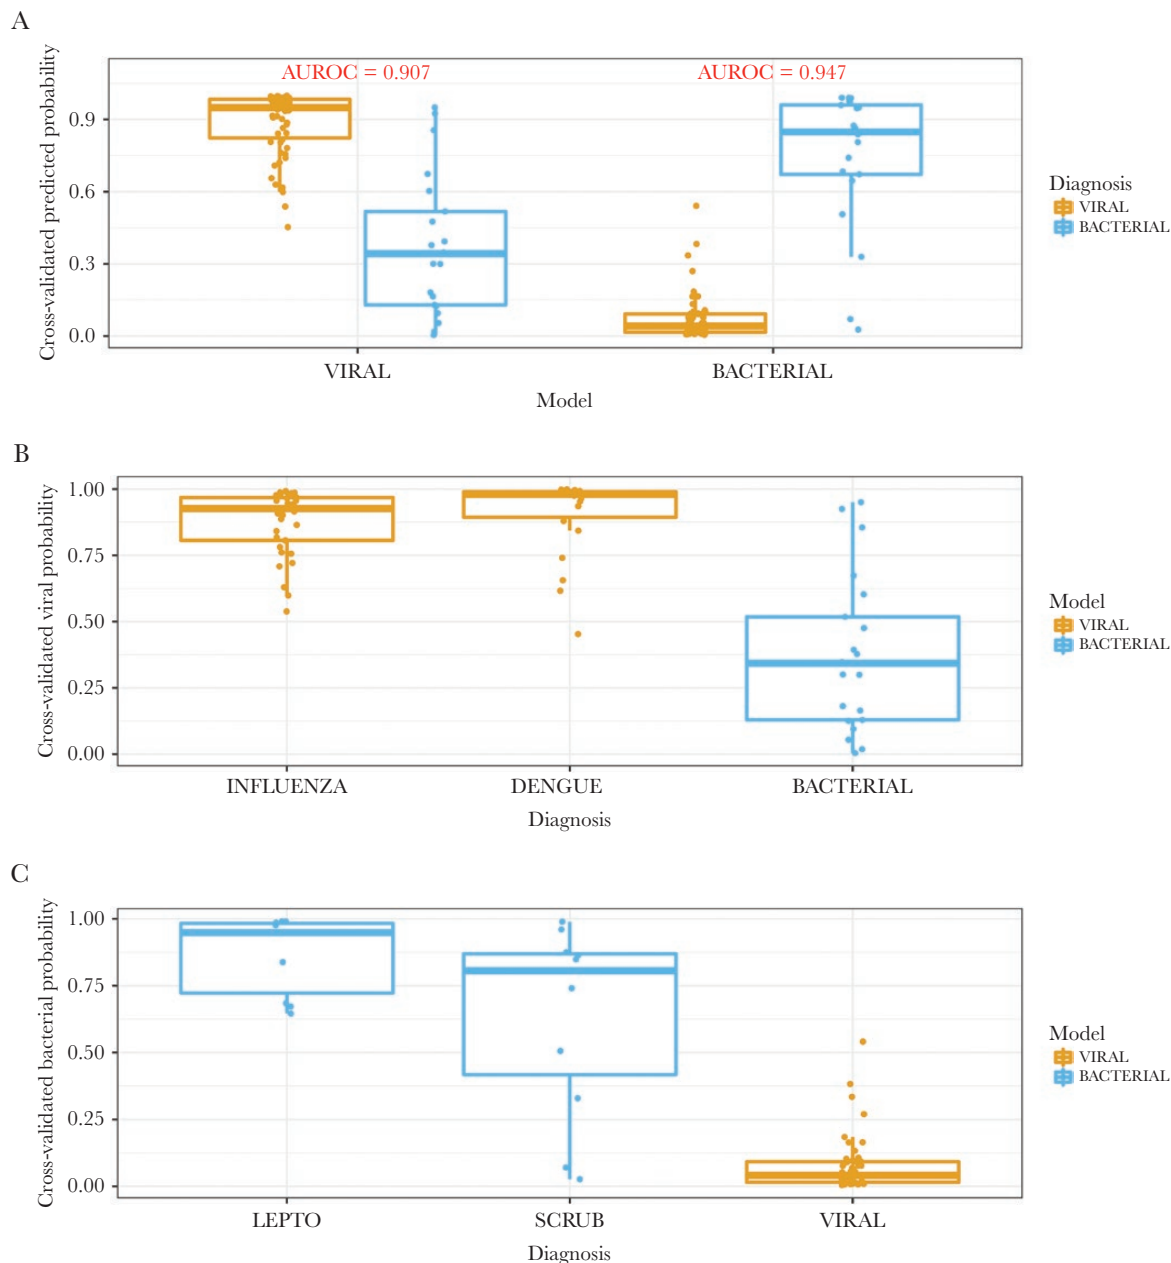 A
Cross-validated predicted probability
AUROC = 0.907
AUROC = 0.947
0.9
0.6
0.3
0.0
VIRAL
BACTERIAL
Model
Diagnosis
VIRAL
BACTERIAL
B
Cross-validated viral probability
1.00
0.75
0.50
0.25
0.00
INFLUENZA
DENGUE
BACTERIAL
Diagnosis
Model
VIRAL
BACTERIAL
C
Cross-validated bacterial probability
1.00
0.75
0.50
0.25
0.00
LEPTO
SCRUB
VIRAL
Diagnosis
Model
VIRAL
BACTERIAL